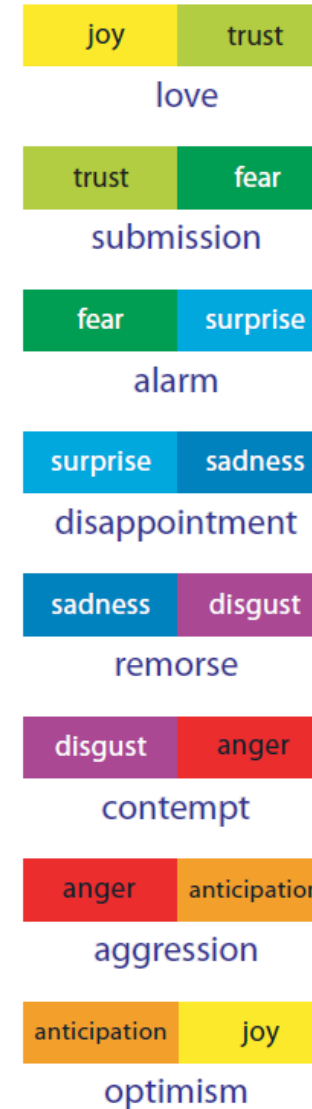 joy trust
love
trust fear
submission
fear surprise
alarm
surprise sadness
disappointment
sadness disgust
remorse
disgust anger
contempt
anger anticipation
aggression
anticipation joy
optimism